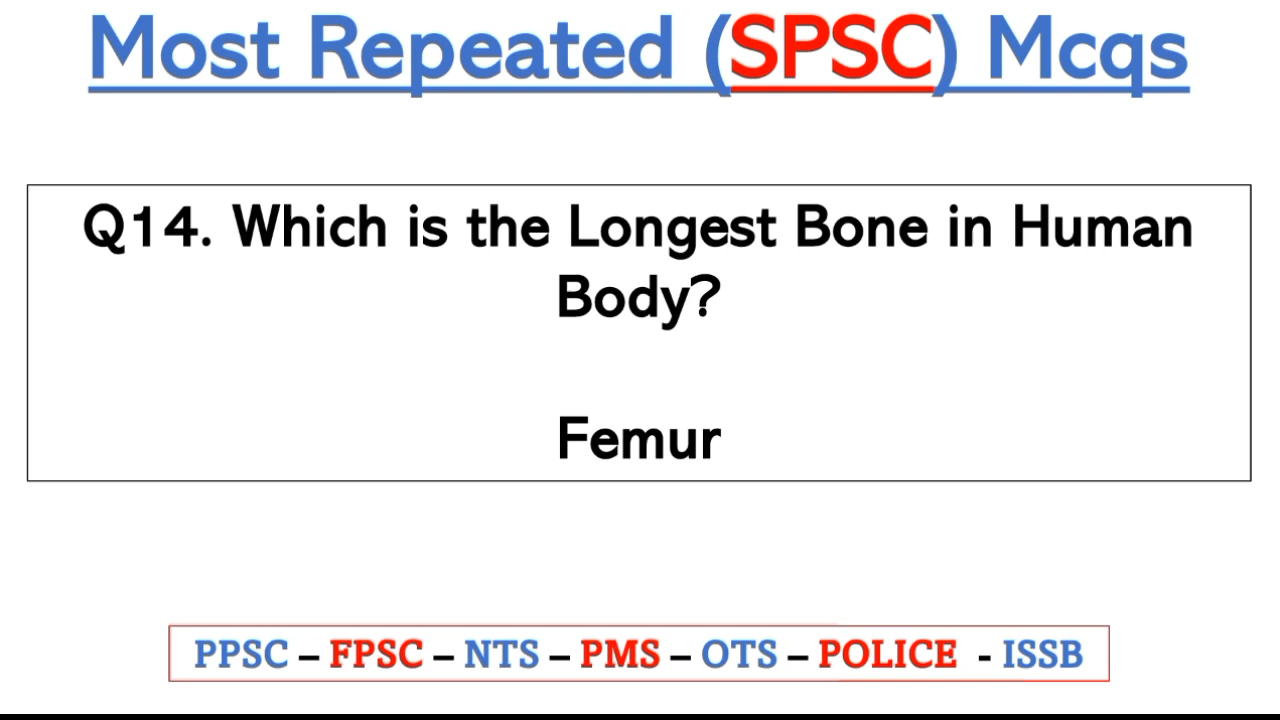 Most Repeated (SPSC) Mcqs
Q14. Which is the Longest Bone in Human
Body?
Femur
PPSC – FPSC – NTS – PMS – OTS – POLICE - ISSB